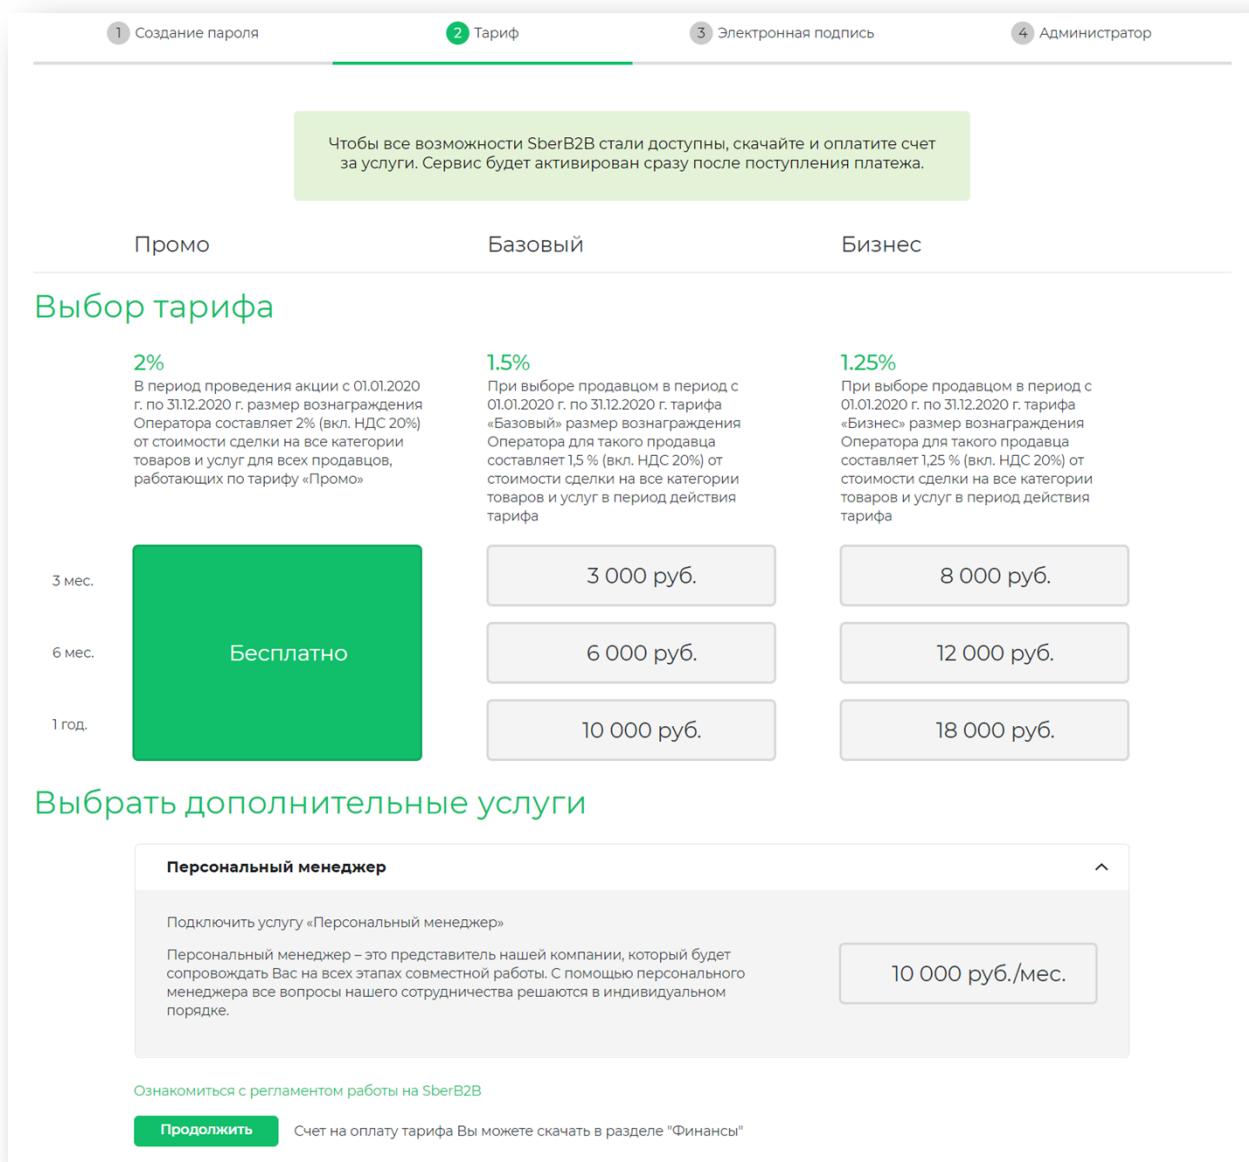 1 Создание пароля
2 Тариф
3 Электронная подпись
4 Администратор
Чтобы все возможности SberB2B стали доступны, скачайте и оплатите счет
за услуги. Сервис будет активирован сразу после поступления платежа.
Промо
Базовый
Бизнес
Выбор тарифа
2%
В период проведения акции с 01.01.2020
г. по 31.12.2020 г. размер вознаграждения
Оператора составляет 2% (вкл. НДС 20%)
от стоимости сделки на все категории
товаров и услуг для всех продавцов,
работающих по тарифу «Промо»
1.5%
При выборе продавцом в период с
01.01.2020 г. по 31.12.2020 г. тарифа
«Базовый» размер вознаграждения
Оператора для такого продавца
составляет 1,5 % (вкл. НДС 20%) от
стоимости сделки на все категории
товаров и услуг в период действия
тарифа
1.25%
При выборе продавцом в период с
01.01.2020 г. по 31.12.2020 г. тарифа
«Бизнес» размер вознаграждения
Оператора для такого продавца
составляет 1,25 % (вкл. НДС 20%) от
стоимости сделки на все категории
товаров и услуг в период действия
тарифа
3 мес.
6 мес.
1 год.
Бесплатно
3 000 руб.
6 000 руб.
10 000 руб.
8 000 руб.
12 000 руб.
18 000 руб.
Выбрать дополнительные услуги
Персональный менеджер
Подключить услугу «Персональный менеджер»
Персональный менеджер – это представитель нашей компании, который будет
сопровождать Вас на всех этапах совместной работы. С помощью персонального
менеджера все вопросы нашего сотрудничества решаются в индивидуальном
порядке.
10 000 руб./мес.
Ознакомиться с регламентом работы на SberB2B
Продолжить
Счет на оплату тарифа Вы можете скачать в разделе "Финансы"